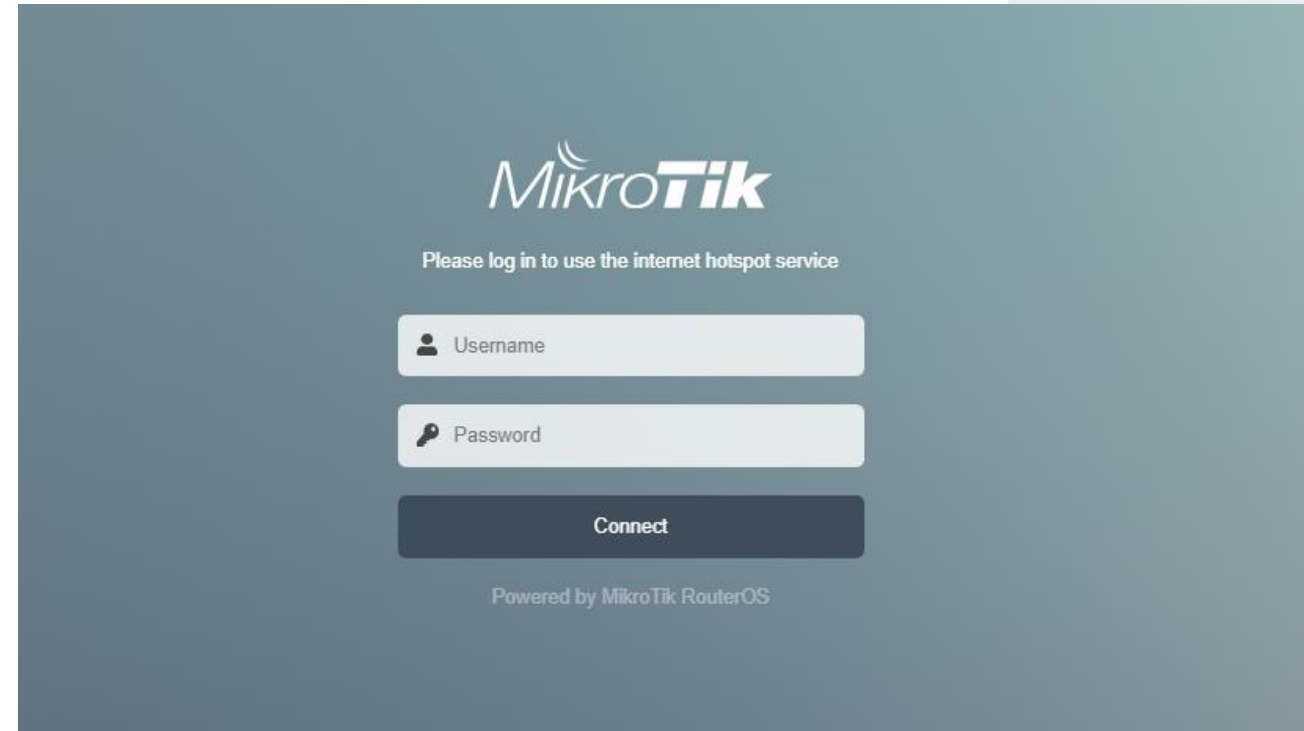 MikroTik
Please log in to use the internet hotspot service
Username
Password
Connect
Powered by MikroTik RouterOS